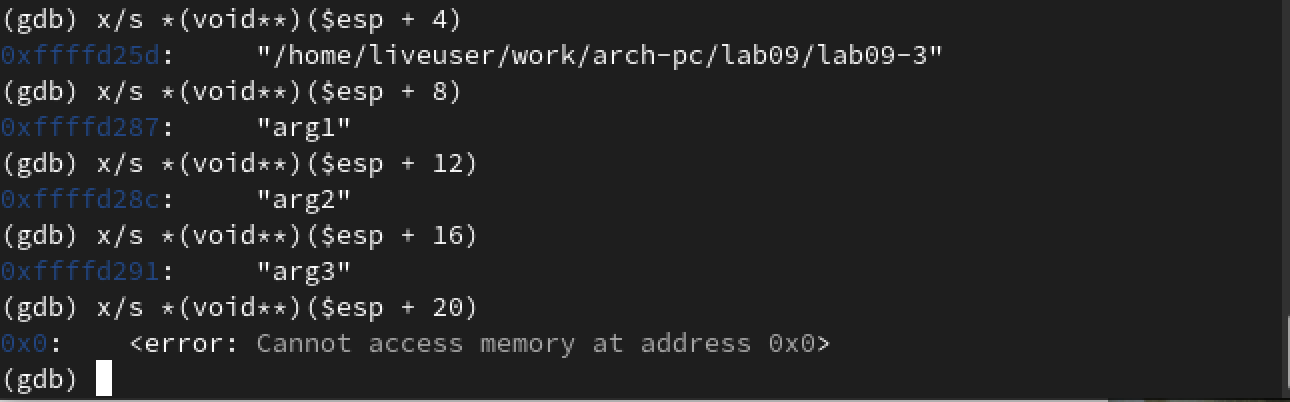 (gdb) x/s *(void**)($esp + 4)
0xffffd25d:     "/home/liveuser/work/arch-pc/lab09/lab09-3"
(gdb) x/s *(void**)($esp + 8)
0xffffd287:     "arg1"
(gdb) x/s *(void**)($esp + 12)
0xffffd28c:     "arg2"
(gdb) x/s *(void**)($esp + 16)
0xffffd291:     "arg3"
(gdb) x/s *(void**)($esp + 20)
0x0:    <error: Cannot access memory at address 0x0>
(gdb)